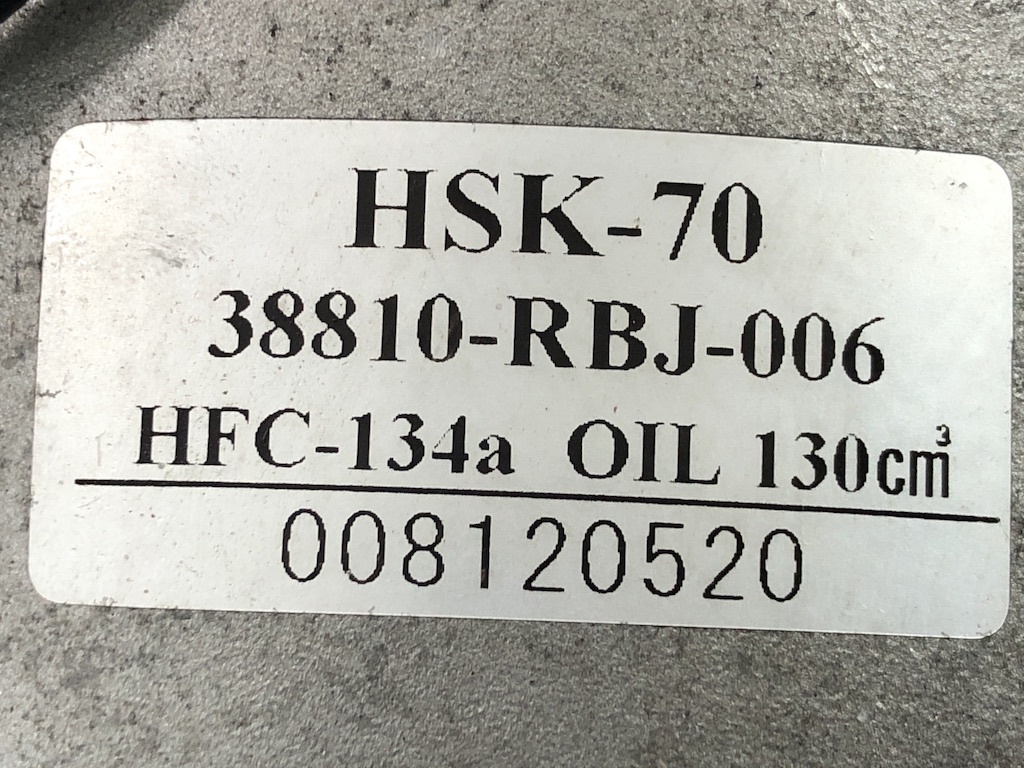 HSK-70
38810-RBJ-006
HFC-134a OIL 130cm³
008120520